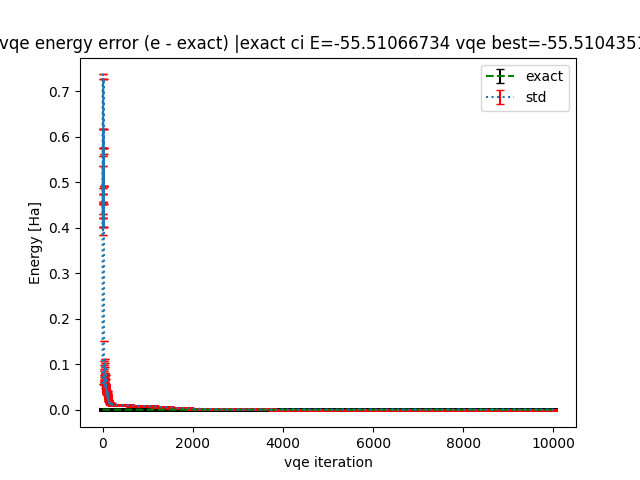 vqe energy error (e - exact) |exact ci E=-55.51066734 vqe best=-55.510435
exact
std
Energy [Ha]
0.7
0.6
0.5
0.4
0.3
0.2
0.1
0.0
0 2000 4000 6000 8000 10000
vqe iteration